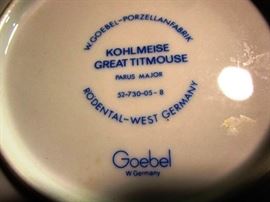 W.GOEBEL-PORZELLANFABRIK
KOHLMEISE
GREAT TITMOUSE
PARUS MAJOR
52-730-05-8
RÖDENTAL-WEST GERMANY
Goebel
W.Germany